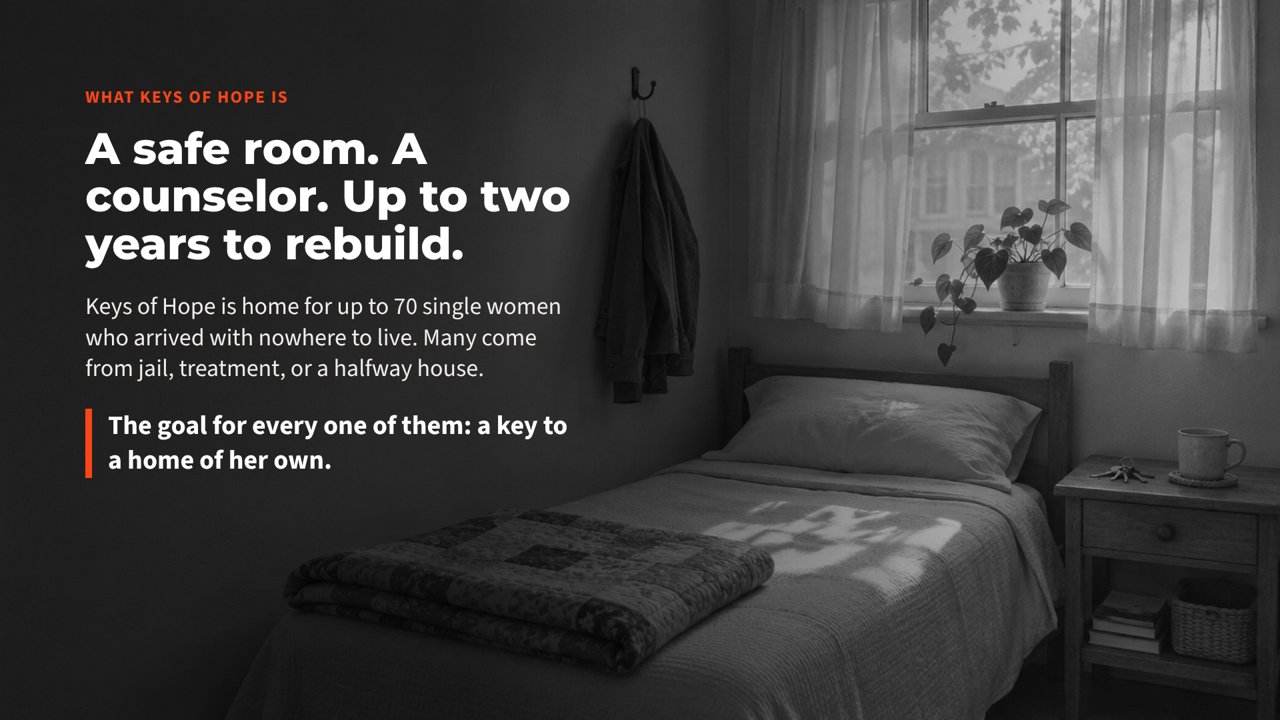 WHAT KEYS OF HOPE IS
A safe room. A
counselor. Up to two
years to rebuild.
Keys of Hope is home for up to 70 single women
who arrived with nowhere to live. Many come
from jail, treatment, or a halfway house.
The goal for every one of them: a key to
a home of her own.